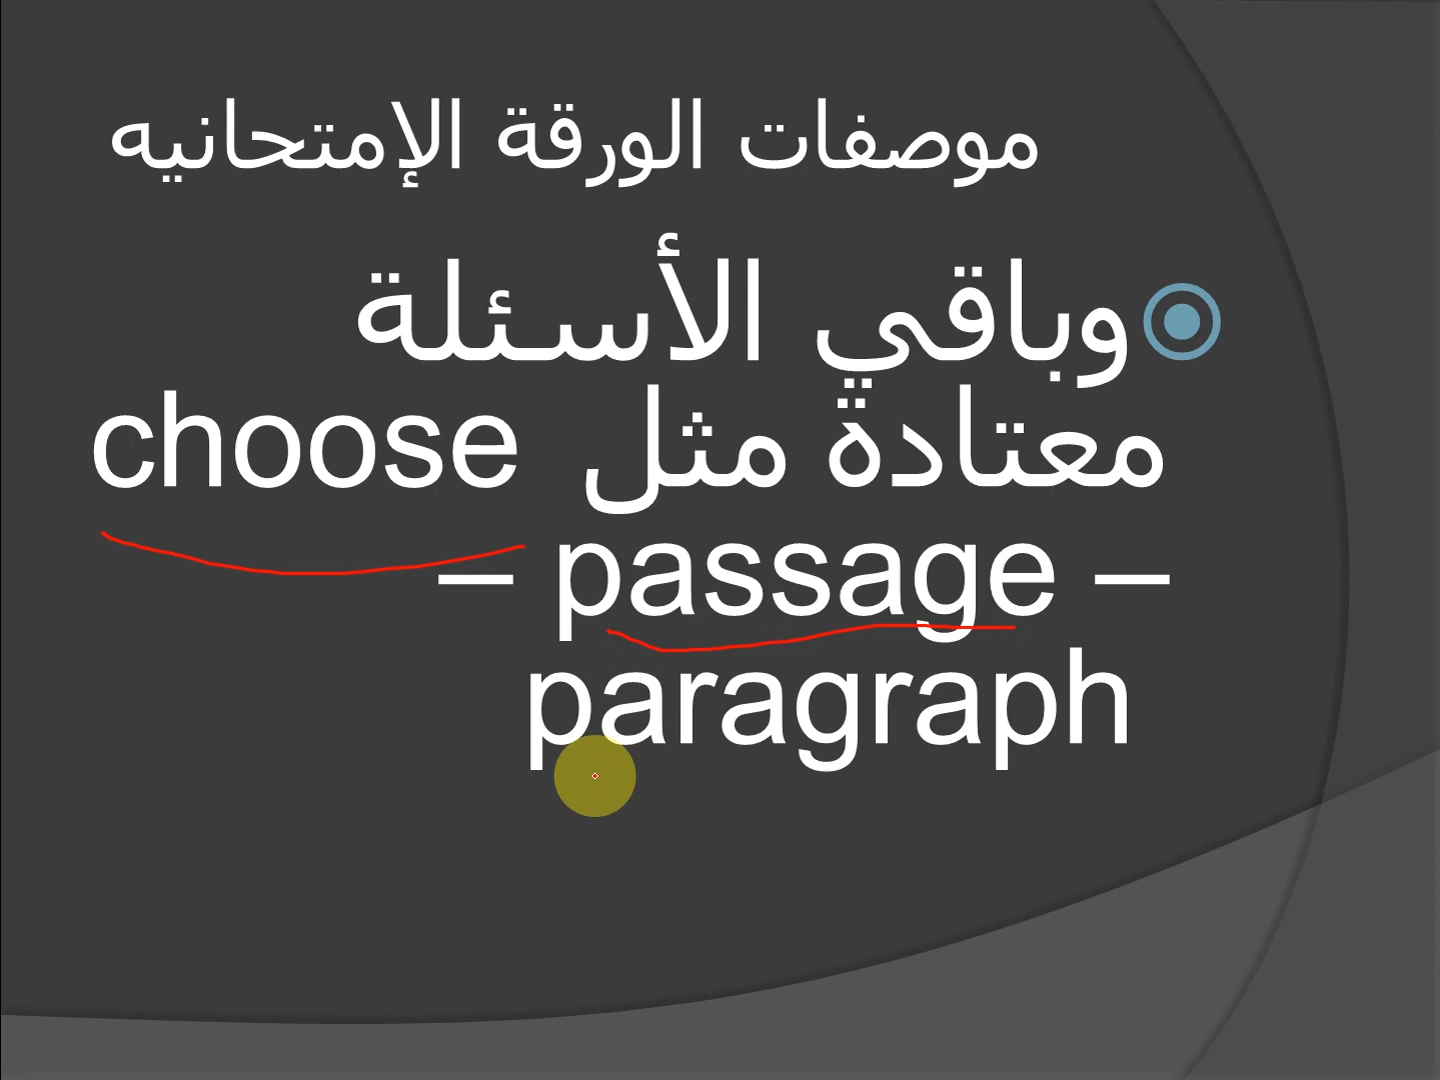 موصفات الورقة الإمتحانيه
وباقي الأسئلة
معتادة مثل choose
– passage –
paragraph